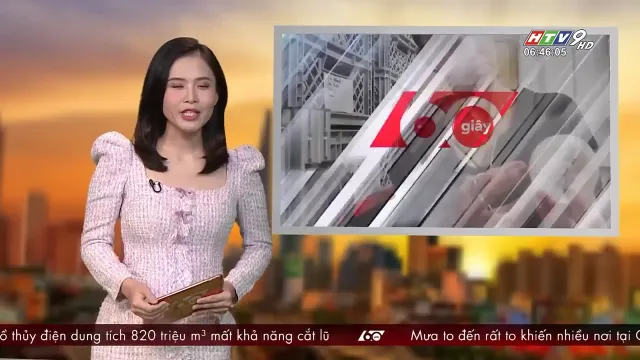 HTV9 HD
06:46:05
60 giây
ồ thủy điện dung tích 820 triệu m³ mất khả năng cắt lũ 60 Mưa to đến rất to khiến nhiều nơi tại